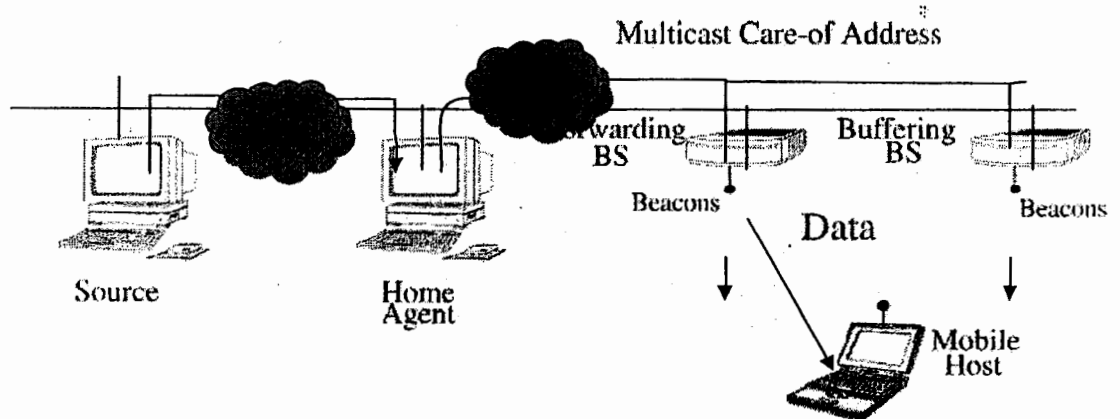 Multicast Care-of Address
orwarding
BS
Buffering
BS
Beacons
Beacons
Data
Source
Home
Agent
Mobile
Host